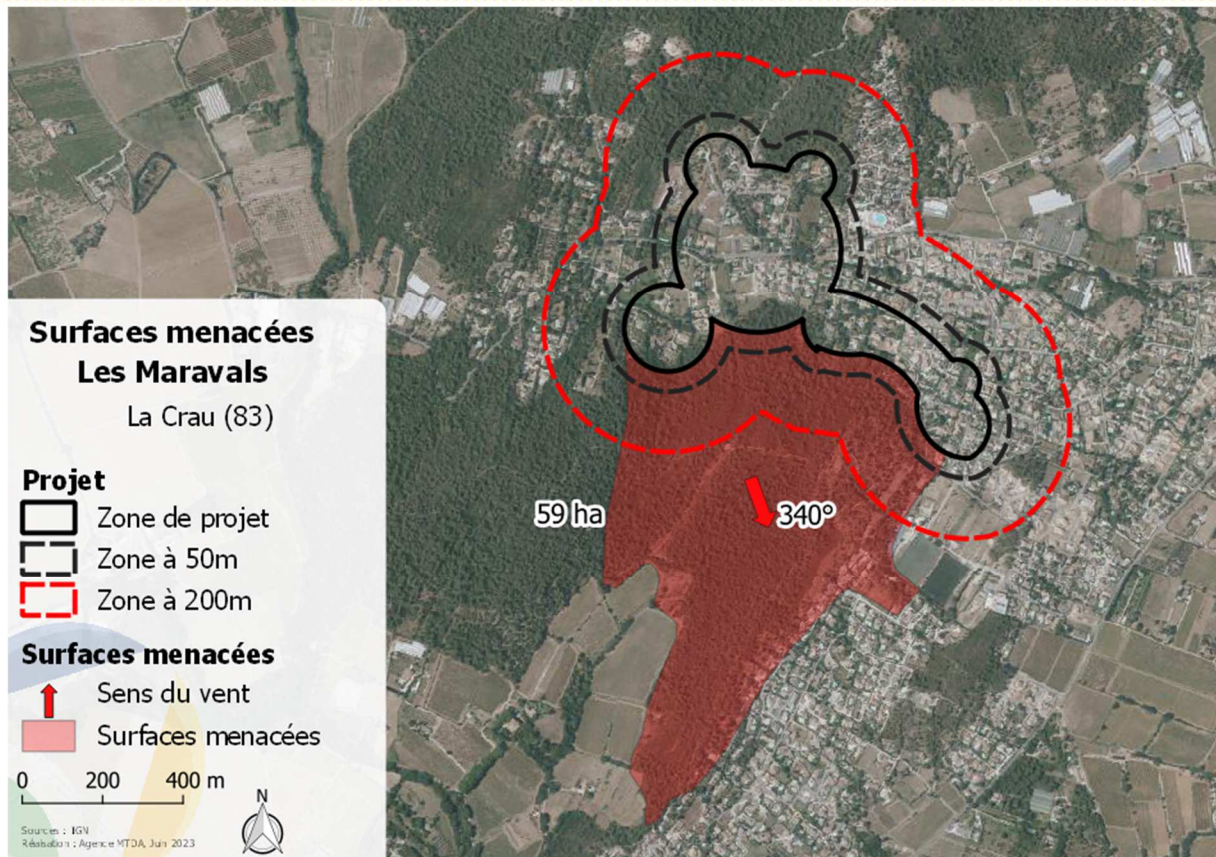 Surfaces menacées
Les Maravals
La Crau (83)
Projet
Zone de projet
Zone à 50m
Zone à 200m
Surfaces menacées
Sens du vent
Surfaces menacées
0 200 400 m
N
Sources : IGN
Réalisation : Agence MTDA, Juin 2023
59 ha
340°